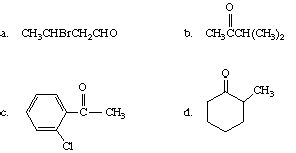 a. CH₃CHBrCH₂CHO
b. O
CH₃CCH(CH₃)₂
c. O
C—CH₃
Cl
d. O
CH₃